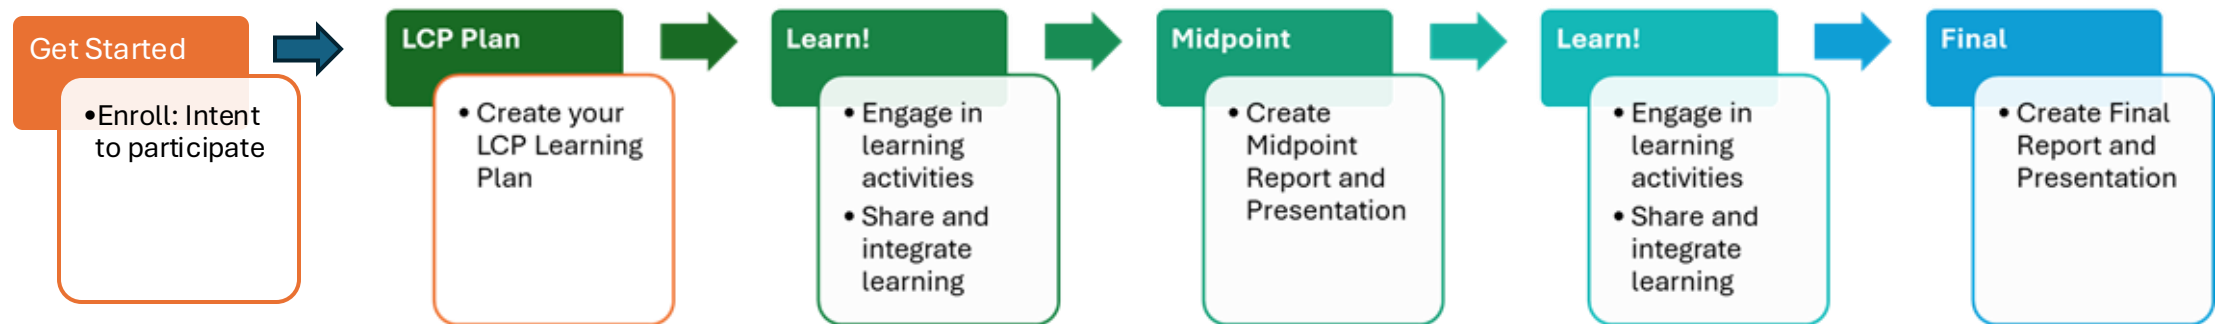 Get Started
•Enroll: Intent
to participate
LCP Plan
• Create your
LCP Learning
Plan
Learn!
• Engage in
learning
activities
• Share and
integrate
learning
Midpoint
• Create
Midpoint
Report and
Presentation
Learn!
• Engage in
learning
activities
• Share and
integrate
learning
Final
• Create Final
Report and
Presentation